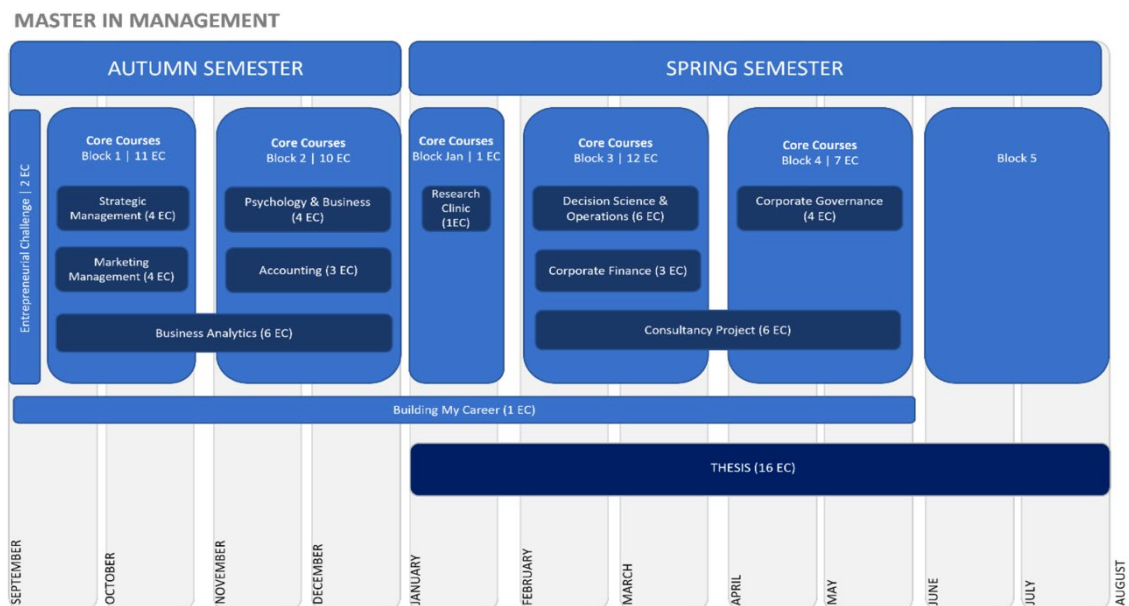 MASTER IN MANAGEMENT
AUTUMN SEMESTER
SPRING SEMESTER
Entrepreneurial Challenge | 2 EC
Core Courses
Block 1 | 11 EC
Strategic
Management (4 EC)
Marketing
Management (4 EC)
Core Courses
Block 2 | 10 EC
Psychology & Business
(4 EC)
Accounting (3 EC)
Business Analytics (6 EC)
Core Courses
Block Jan | 1 EC
Research
Clinic
(1EC)
Core Courses
Block 3 | 12 EC
Decision Science &
Operations (6 EC)
Corporate Finance (3 EC)
Core Courses
Block 4 | 7 EC
Corporate Governance
(4 EC)
Consultancy Project (6 EC)
Block 5
Building My Career (1 EC)
THESIS (16 EC)
SEPTEMBER
OCTOBER
NOVEMBER
DECEMBER
JANUARY
FEBRUARY
MARCH
APRIL
MAY
JUNE
JULY
AUGUST